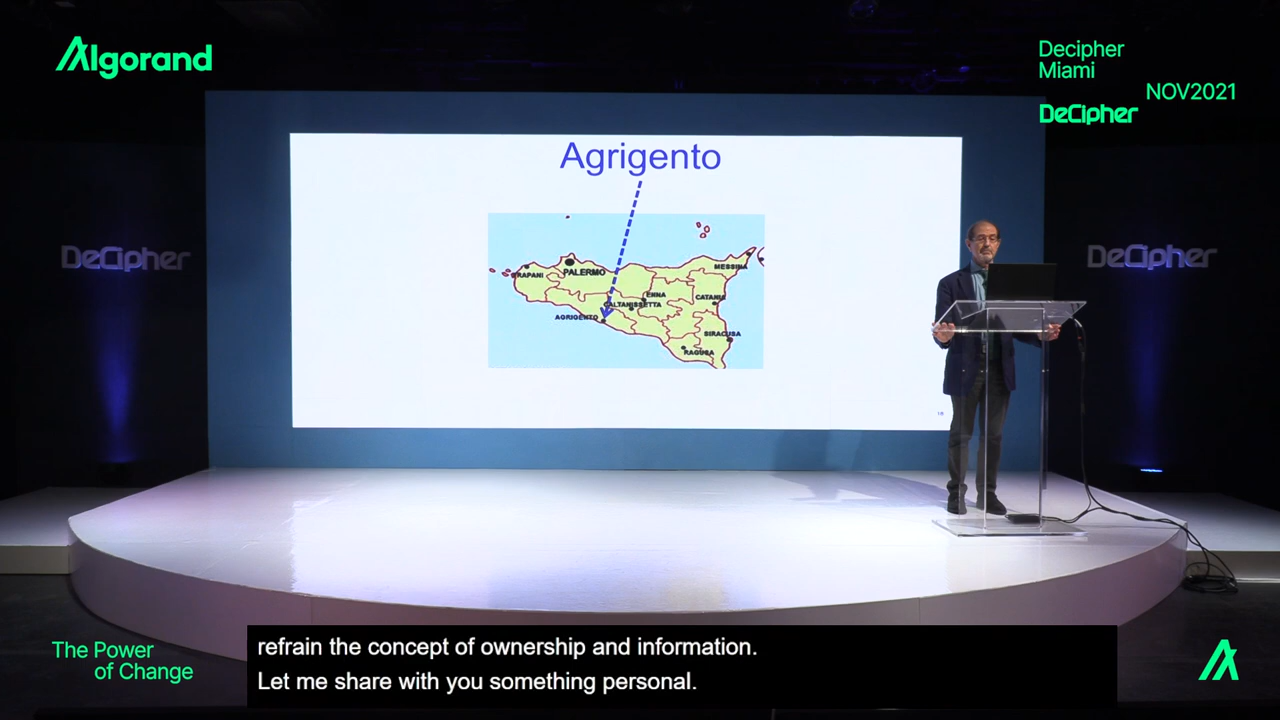 Algorand
Decipher
Miami
NOV2021
DeCipher
Agrigento
TRAPANI
PALERMO
MESSINA
ENNA
CATANIA
CALTANISSETTA
AGRIGENTO
SIRACUSA
RAGUSA
DeCipher
DeCipher
The Power
of Change
refrain the concept of ownership and information.
Let me share with you something personal.